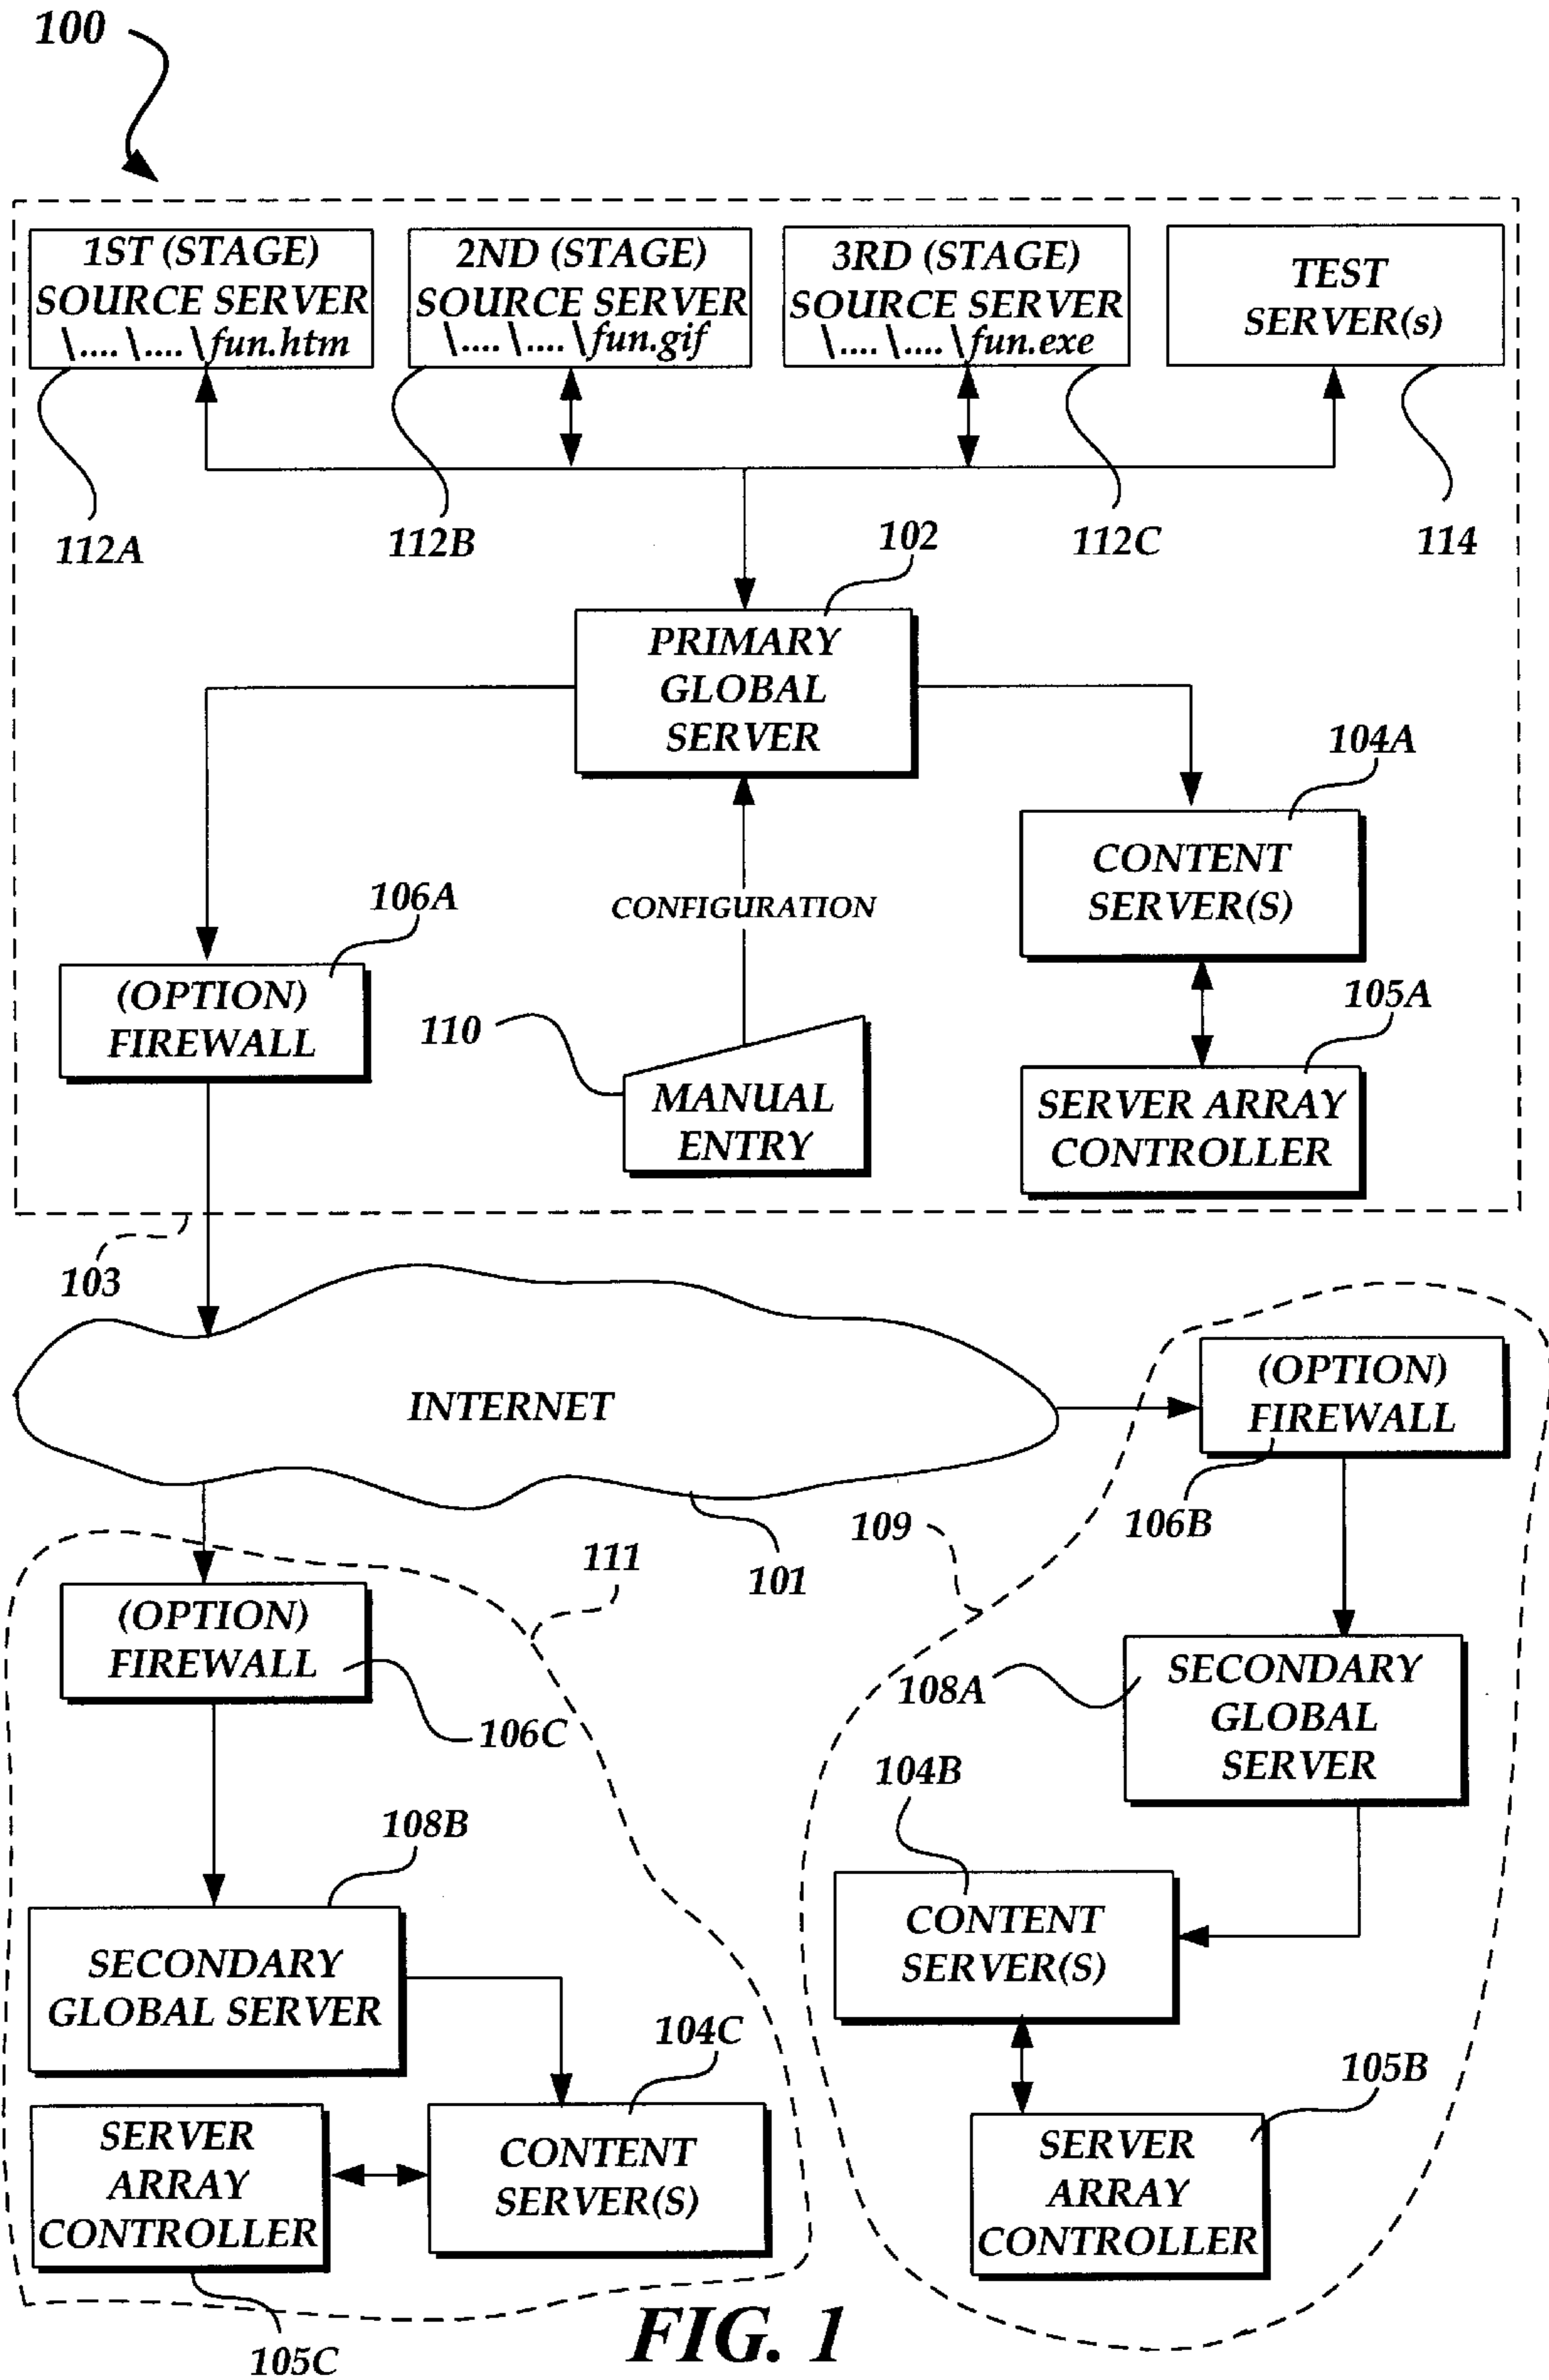 100
1ST (STAGE)
SOURCE SERVER
\....\....\fun.htm
2ND (STAGE)
SOURCE SERVER
\....\....\fun.gif
3RD (STAGE)
SOURCE SERVER
\....\....\fun.exe
TEST
SERVER(s)
112A
112B
102
112C
114
PRIMARY
GLOBAL
SERVER
104A
CONTENT
SERVER(S)
106A
CONFIGURATION
(OPTION)
FIREWALL
110
MANUAL
ENTRY
105A
SERVER ARRAY
CONTROLLER
103
INTERNET
101
(OPTION)
FIREWALL
106B
109
111
(OPTION)
FIREWALL
106C
108A
SECONDARY
GLOBAL
SERVER
104B
CONTENT
SERVER(S)
108B
SECONDARY
GLOBAL SERVER
104C
CONTENT
SERVER(S)
SERVER
ARRAY
CONTROLLER
105C
105B
SERVER
ARRAY
CONTROLLER
FIG. 1